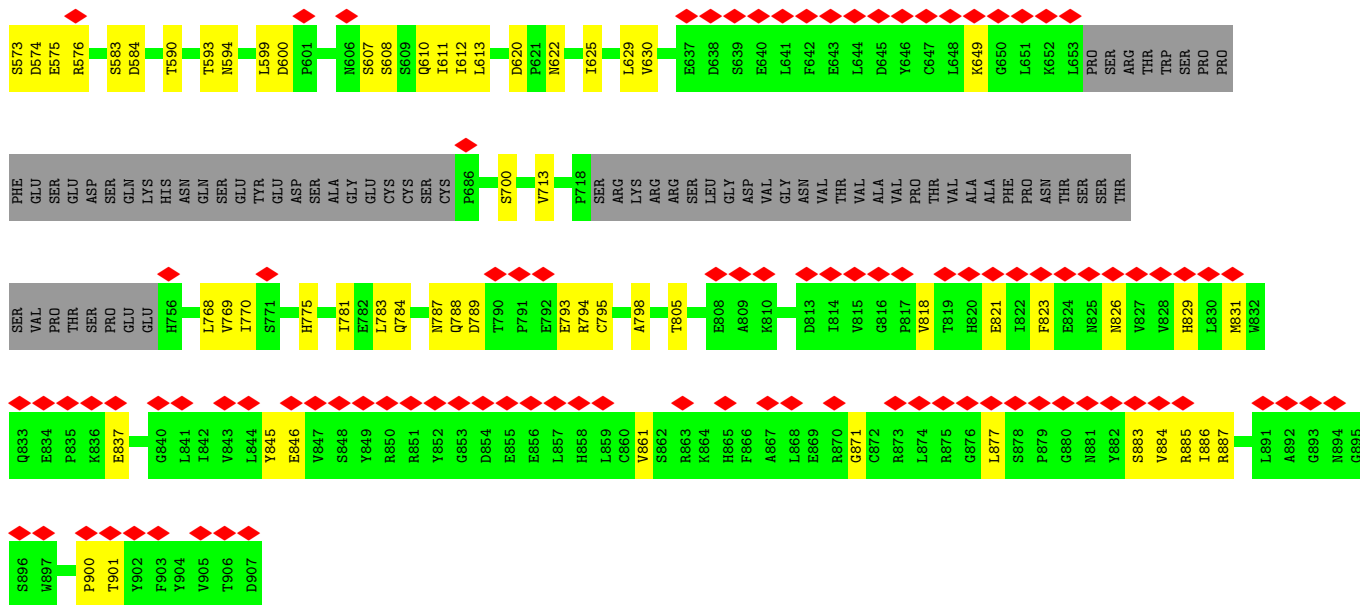 S573 D574 E575 R576 S583 D584 T590 T593 N594 L599 D600 P601 N606 S607 S608 S609 Q610 I611 I612 L613 D620 P621 N622 I625 L629 V630 E637 D638 S639 E640 L641 F642 E643 L644 D645 Y646 C647 L648 K649 G650 L651 K652 L653 PRO SER ARG THR TRP SER PRO PRO
PHE GLU SER GLU ASP SER GLN LYS HIS ASN GLN SER GLU TYR GLU ASP SER ALA GLY GLU CYS CYS SER CYS P686 S700 V713 P718 SER ARG LYS ARG ARG SER LEU GLY ASP VAL GLY ASN VAL THR VAL ALA VAL PRO THR VAL ALA ALA PHE PRO ASN THR SER SER THR
SER VAL PRO THR SER PRO GLU GLU H756 L768 V769 I770 S771 H775 I781 E782 L783 Q784 N787 Q788 D789 T790 P791 E792 E793 R794 C795 A798 T805 E808 A809 K810 D813 I814 V815 G816 P817 V818 T819 H820 E821 I822 F823 E824 N825 N826 V827 V828 H829 L830 M831 W832
Q833 E834 P835 K836 E837 G840 L841 I842 V843 L844 Y845 E846 V847 S848 Y849 R850 R851 Y852 G853 D854 E855 E856 L857 H858 L859 C860 V861 S862 R863 K864 H865 F866 A867 L868 E869 R870 G871 C872 R873 L874 R875 G876 L877 S878 P879 G880 N881 Y882 S883 V884 R885 I886 R887 L891 A892 G893 N894 G895
S896 W897 P900 T901 Y902 F903 Y904 V905 T906 D907